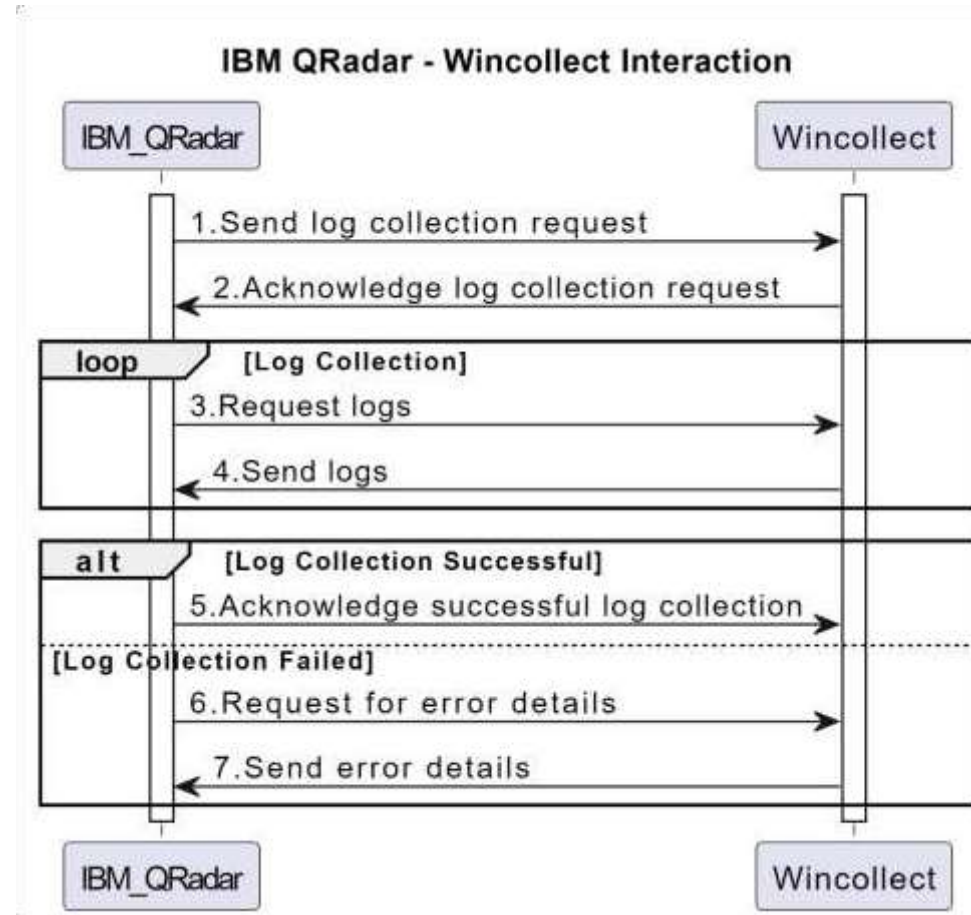 IBM QRadar - Wincollect Interaction
IBM_QRadar
Wincollect
1.Send log collection request
2.Acknowledge log collection request
loop
[Log Collection]
3.Request logs
4.Send logs
alt
[Log Collection Successful]
5.Acknowledge successful log collection
[Log Collection Failed]
6.Request for error details
7.Send error details
IBM_QRadar
Wincollect